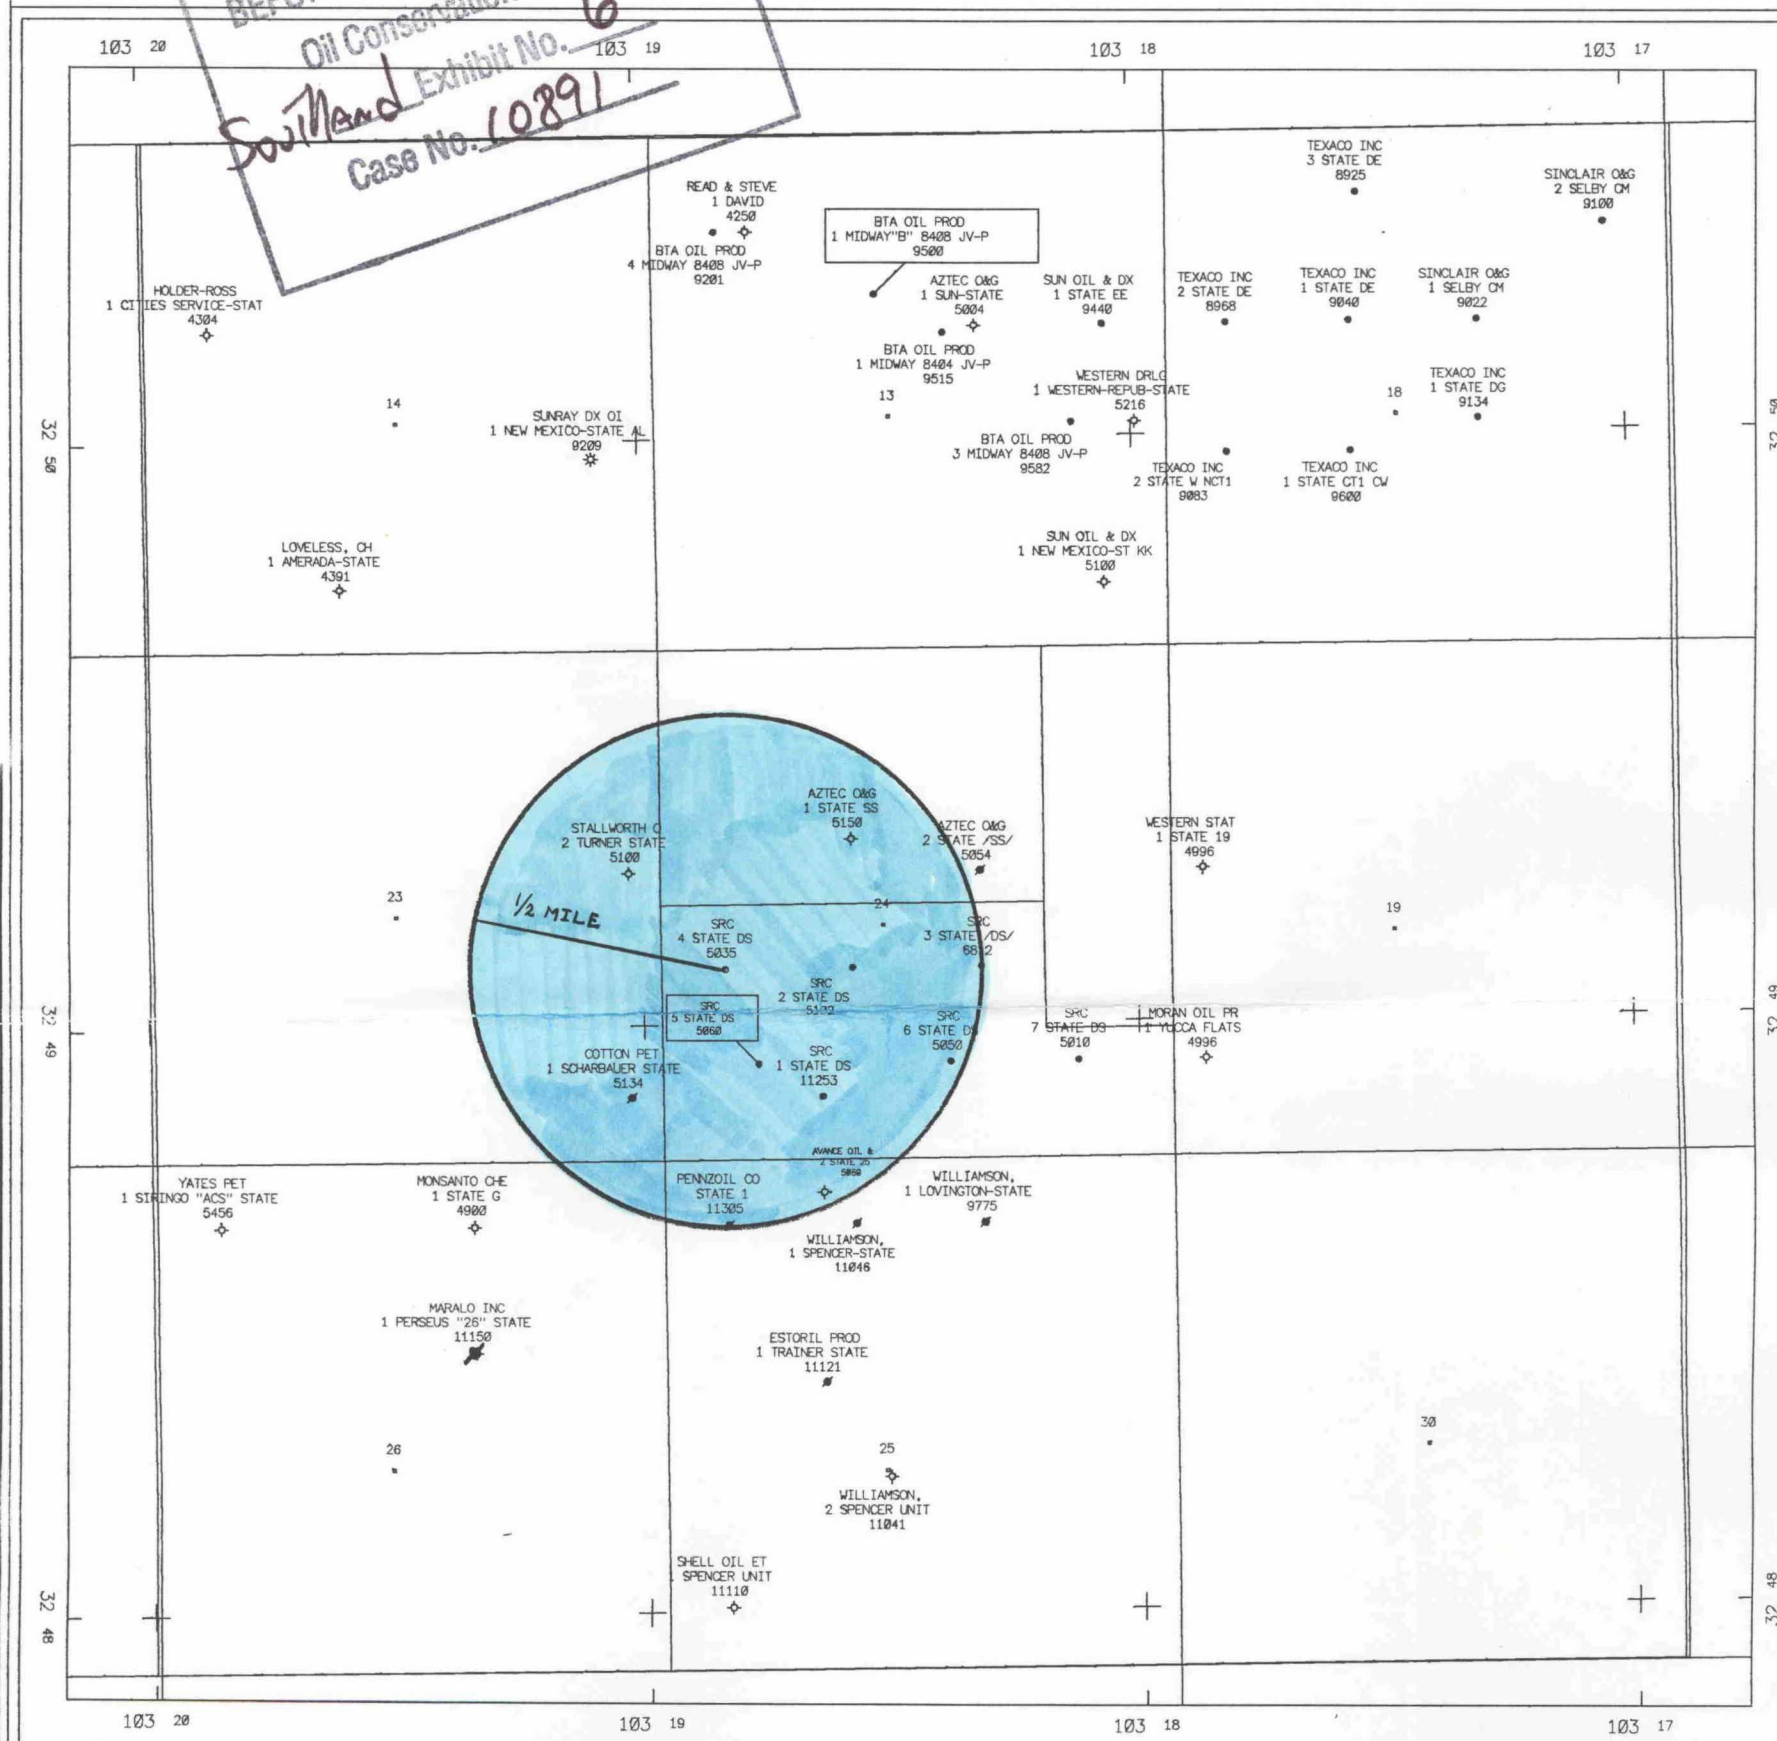 Oil Conservation
Exhibit No. 6
Southland
Case No. 10891
103 20
103 19
103 18
103 17
TEXACO INC
3 STATE DE
8925
SINCLAIR O&G
2 SELBY CM
9100
READ & STEVE
1 DAVID
4250
BTA OIL PROD
4 MIDWAY 8408 JV-P
9201
BTA OIL PROD
1 MIDWAY"B" 8408 JV-P
9500
HOLDER-ROSS
1 CITIES SERVICE-STAT
4304
AZTEC O&G
1 SUN-STATE
5004
SUN OIL & DX
1 STATE EE
9440
TEXACO INC
2 STATE DE
8968
TEXACO INC
1 STATE DE
9040
SINCLAIR O&G
1 SELBY CM
9022
BTA OIL PROD
1 MIDWAY 8404 JV-P
9515
WESTERN DRLG
1 WESTERN-REPUB-STATE
5216
TEXACO INC
1 STATE DG
9134
14
13
18
SUNRAY DX OI
1 NEW MEXICO-STATE AL
9209
BTA OIL PROD
3 MIDWAY 8408 JV-P
9582
TEXACO INC
2 STATE W NCT1
9083
TEXACO INC
1 STATE CT1 CW
9600
32 50
32 50
LOVELESS, CH
1 AMERADA-STATE
4391
SUN OIL & DX
1 NEW MEXICO-ST KK
5100
AZTEC O&G
1 STATE SS
5150
STALLWORTH O
2 TURNER STATE
5100
AZTEC O&G
2 STATE /SS/
5054
WESTERN STAT
1 STATE 19
4996
23
24
19
1/2 MILE
SRC
4 STATE DS
5035
SRC
3 STATE /DS/
SRC
2 STATE DS
SRC
5 STATE DS
5060
SRC
6 STATE DS
5050
SRC
7 STATE DS
5010
MORAN OIL PR
1 YUCCA FLATS
4996
32 49
32 49
COTTON PET
1 SCHARBAUER STATE
5134
SRC
1 STATE DS
11253
AVANCE OIL &
2 STATE 25
5060
YATES PET
1 SIRINGO "ACS" STATE
5456
MONSANTO CHE
1 STATE G
4900
PENNZOIL CO
STATE 1
11305
WILLIAMSON,
1 LOVINGTON-STATE
9775
WILLIAMSON,
1 SPENCER-STATE
11046
MARALO INC
1 PERSEUS "26" STATE
11150
ESTORIL PROD
1 TRAINER STATE
11121
26
25
30
WILLIAMSON,
2 SPENCER UNIT
11041
SHELL OIL ET
1 SPENCER UNIT
11110
32 48
32 48
103 20
103 19
103 18
103 17